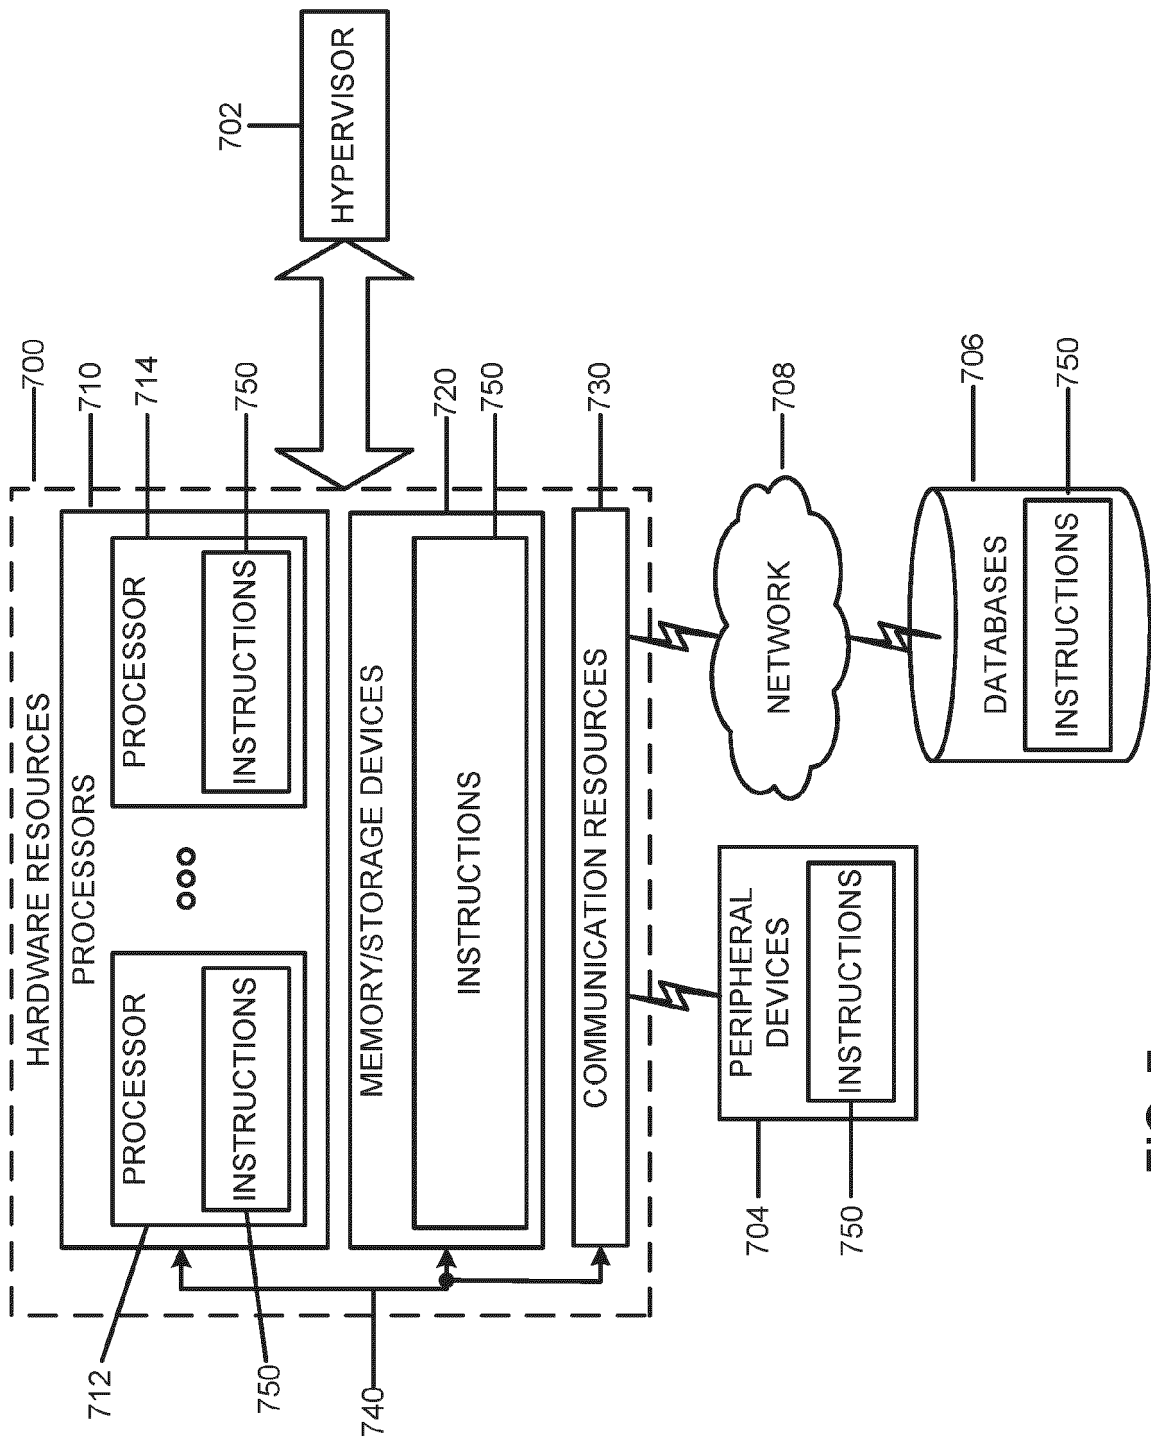 HARDWARE RESOURCES
700
PROCESSORS
710
PROCESSOR
PROCESSOR
714
INSTRUCTIONS
INSTRUCTIONS
750
712
750
702
HYPERVISOR
MEMORY/STORAGE DEVICES
720
INSTRUCTIONS
750
740
COMMUNICATION RESOURCES
730
PERIPHERAL
DEVICES
704
INSTRUCTIONS
750
NETWORK
708
DATABASES
706
INSTRUCTIONS
750